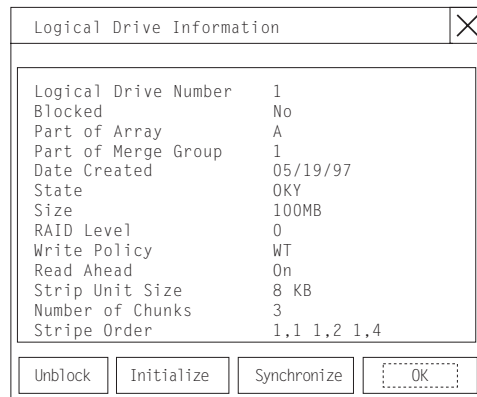 Logical Drive Information
Logical Drive Number 1
Blocked No
Part of Array A
Part of Merge Group 1
Date Created 05/19/97
State OKY
Size 100MB
RAID Level 0
Write Policy WT
Read Ahead On
Strip Unit Size 8 KB
Number of Chunks 3
Stripe Order 1,1 1,2 1,4
Unblock Initialize Synchronize OK